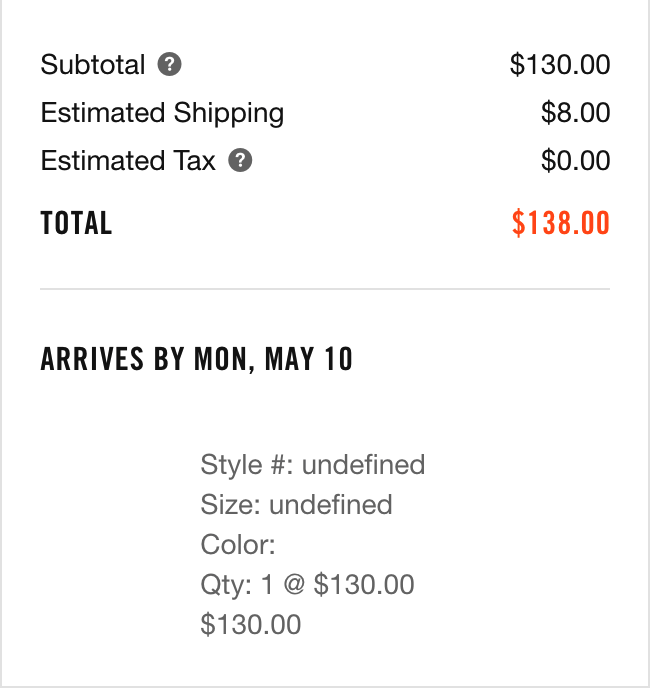 Subtotal ? $130.00
Estimated Shipping $8.00
Estimated Tax ? $0.00
TOTAL $138.00
ARRIVES BY MON, MAY 10
Style #: undefined
Size: undefined
Color:
Qty: 1 @ $130.00
$130.00